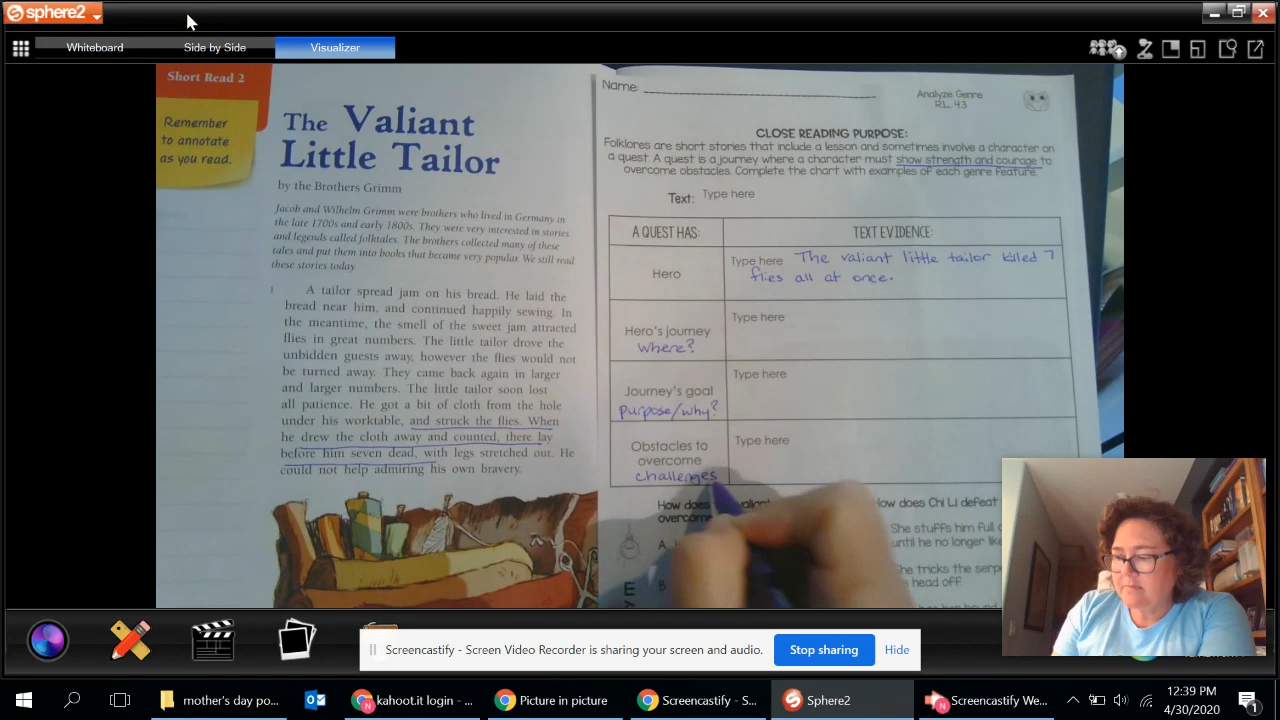 sphere2
Whiteboard
Side by Side
Visualizer
Short Read 2
Remember
to annotate
as you read.
The Valiant
Little Tailor
by the Brothers Grimm
Jacob and Wilhelm Grimm were brothers who lived in Germany in
the late 1700s and early 1800s. They were very interested in stories
and legends called folktales. The brothers collected many of these
tales and put them into books that became very popular. We still read
these stories today.
1 A tailor spread jam on his bread. He laid the
bread near him, and continued happily sewing. In
the meantime, the smell of the sweet jam attracted
flies in great numbers. The little tailor drove the
unbidden guests away, however the flies would not
be turned away. They came back again in larger
and larger numbers. The little tailor soon lost
all patience. He got a bit of cloth from the hole
under his worktable, and struck the flies. When
he drew the cloth away and counted, there lay
before him seven dead, with legs stretched out. He
could not help admiring his own bravery.
Name:
Analyze Genre
RL. 4.3
CLOSE READING PURPOSE:
Folklores are short stories that include a lesson and sometimes involve a character on
a quest. A quest is a journey where a character must show strength and courage to
overcome obstacles. Complete the chart with examples of each genre feature.
Text: Type here
A QUEST HAS:
TEXT EVIDENCE:
Hero
Type here The valiant little tailor killed 7
flies all at once.
Hero's journey
where?
Type here
Journey's goal
purpose/why?
Type here
Obstacles to
overcome
challenges
Type here
How does
overcome
A.
B
How does Chi Li defeat
She stuffs him full
until he no longer
tricks the
head off.
Screencastify - Screen Video Recorder is sharing your screen and audio.
Stop sharing
Hide
mother's day po...
kahoot.it login - ...
Picture in picture
Screencastify - S...
Sphere2
Screencastify We...
12:39 PM
4/30/2020
1